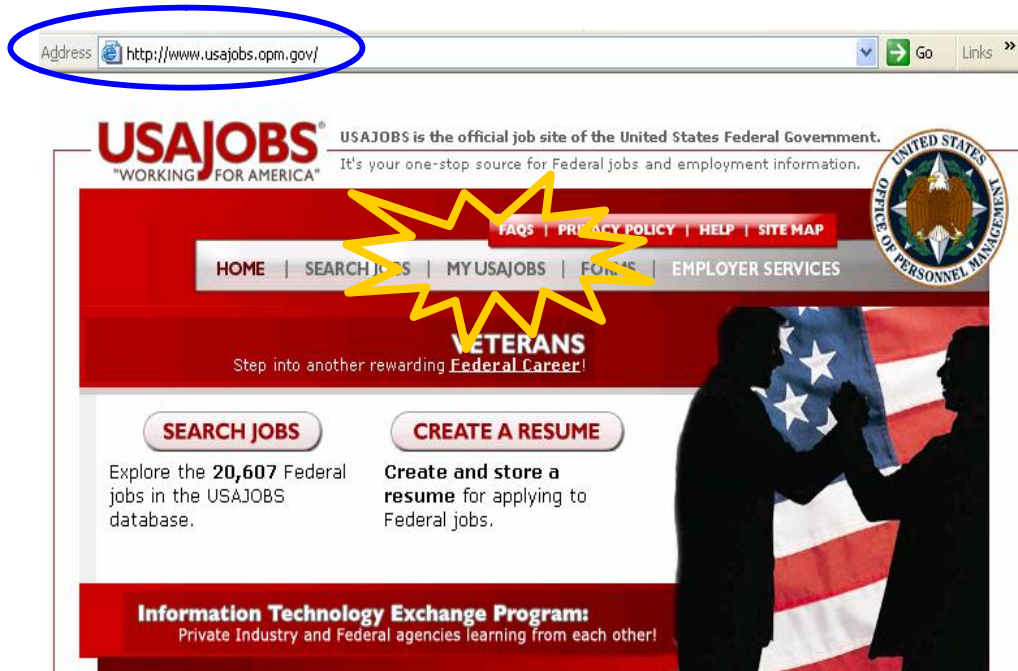 Address http://www.usajobs.opm.gov/ Go Links »
USAJOBS®
"WORKING FOR AMERICA"
USAJOBS is the official job site of the United States Federal Government.
It's your one-stop source for Federal jobs and employment information.
UNITED STATES
OFFICE OF PERSONNEL MANAGEMENT
FAQS | PRIVACY POLICY | HELP | SITE MAP
HOME | SEARCH JOBS | MY USAJOBS | FORMS | EMPLOYER SERVICES
VETERANS
Step into another rewarding Federal Career!
SEARCH JOBS
Explore the 20,607 Federal
jobs in the USAJOBS
database.
CREATE A RESUME
Create and store a
resume for applying to
Federal jobs.
Information Technology Exchange Program:
Private Industry and Federal agencies learning from each other!